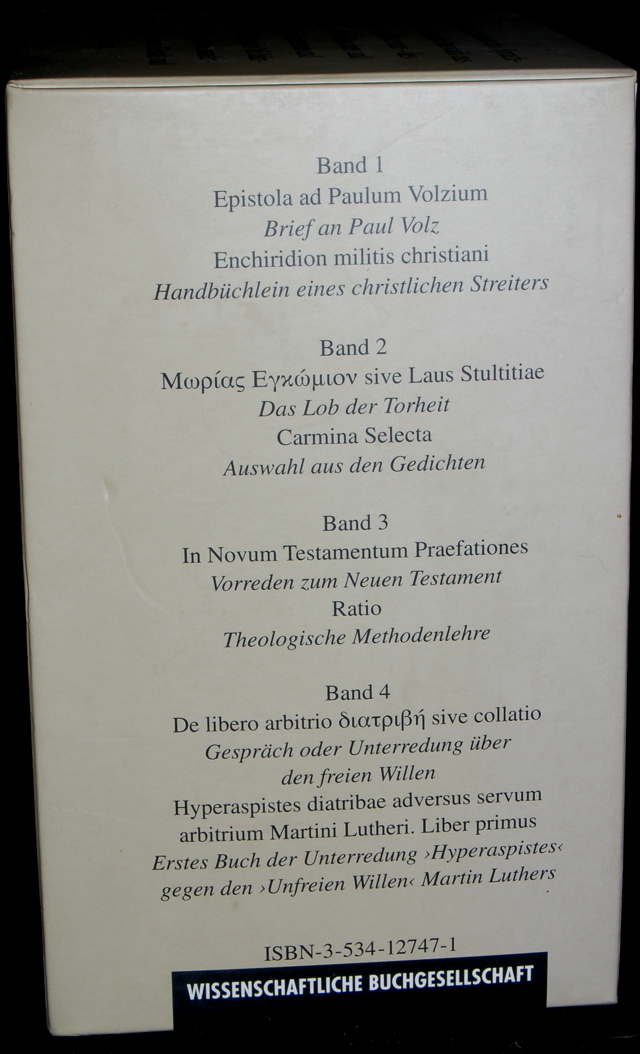 Band 1
Epistola ad Paulum Volzium
Brief an Paul Volz
Enchiridion militis christiani
Handbüchlein eines christlichen Streiters
Band 2
Μωρίας Εγκώμιον sive Laus Stultitiae
Das Lob der Torheit
Carmina Selecta
Auswahl aus den Gedichten
Band 3
In Novum Testamentum Praefationes
Vorreden zum Neuen Testament
Ratio
Theologische Methodenlehre
Band 4
De libero arbitrio διατριβή sive collatio
Gespräch oder Unterredung über
den freien Willen
Hyperaspistes diatribae adversus servum
arbitrium Martini Lutheri. Liber primus
Erstes Buch der Unterredung ›Hyperaspistes‹
gegen den ›Unfreien Willen‹ Martin Luthers
ISBN-3-534-12747-1
WISSENSCHAFTLICHE BUCHGESELLSCHAFT